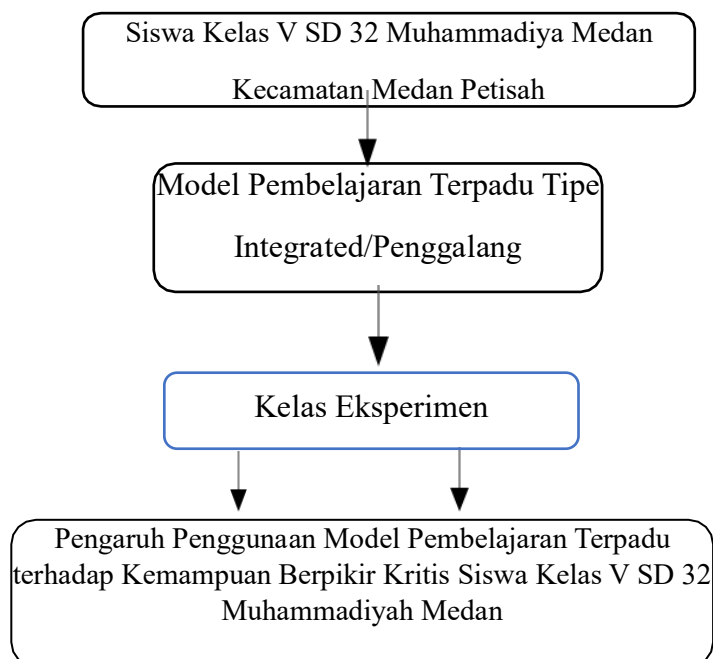 Siswa Kelas V SD 32 Muhammadiya Medan
Kecamatan Medan Petisah
Model Pembelajaran Terpadu Tipe
Integrated/Penggalang
Kelas Eksperimen
Pengaruh Penggunaan Model Pembelajaran Terpadu
terhadap Kemampuan Berpikir Kritis Siswa Kelas V SD 32
Muhammadiyah Medan